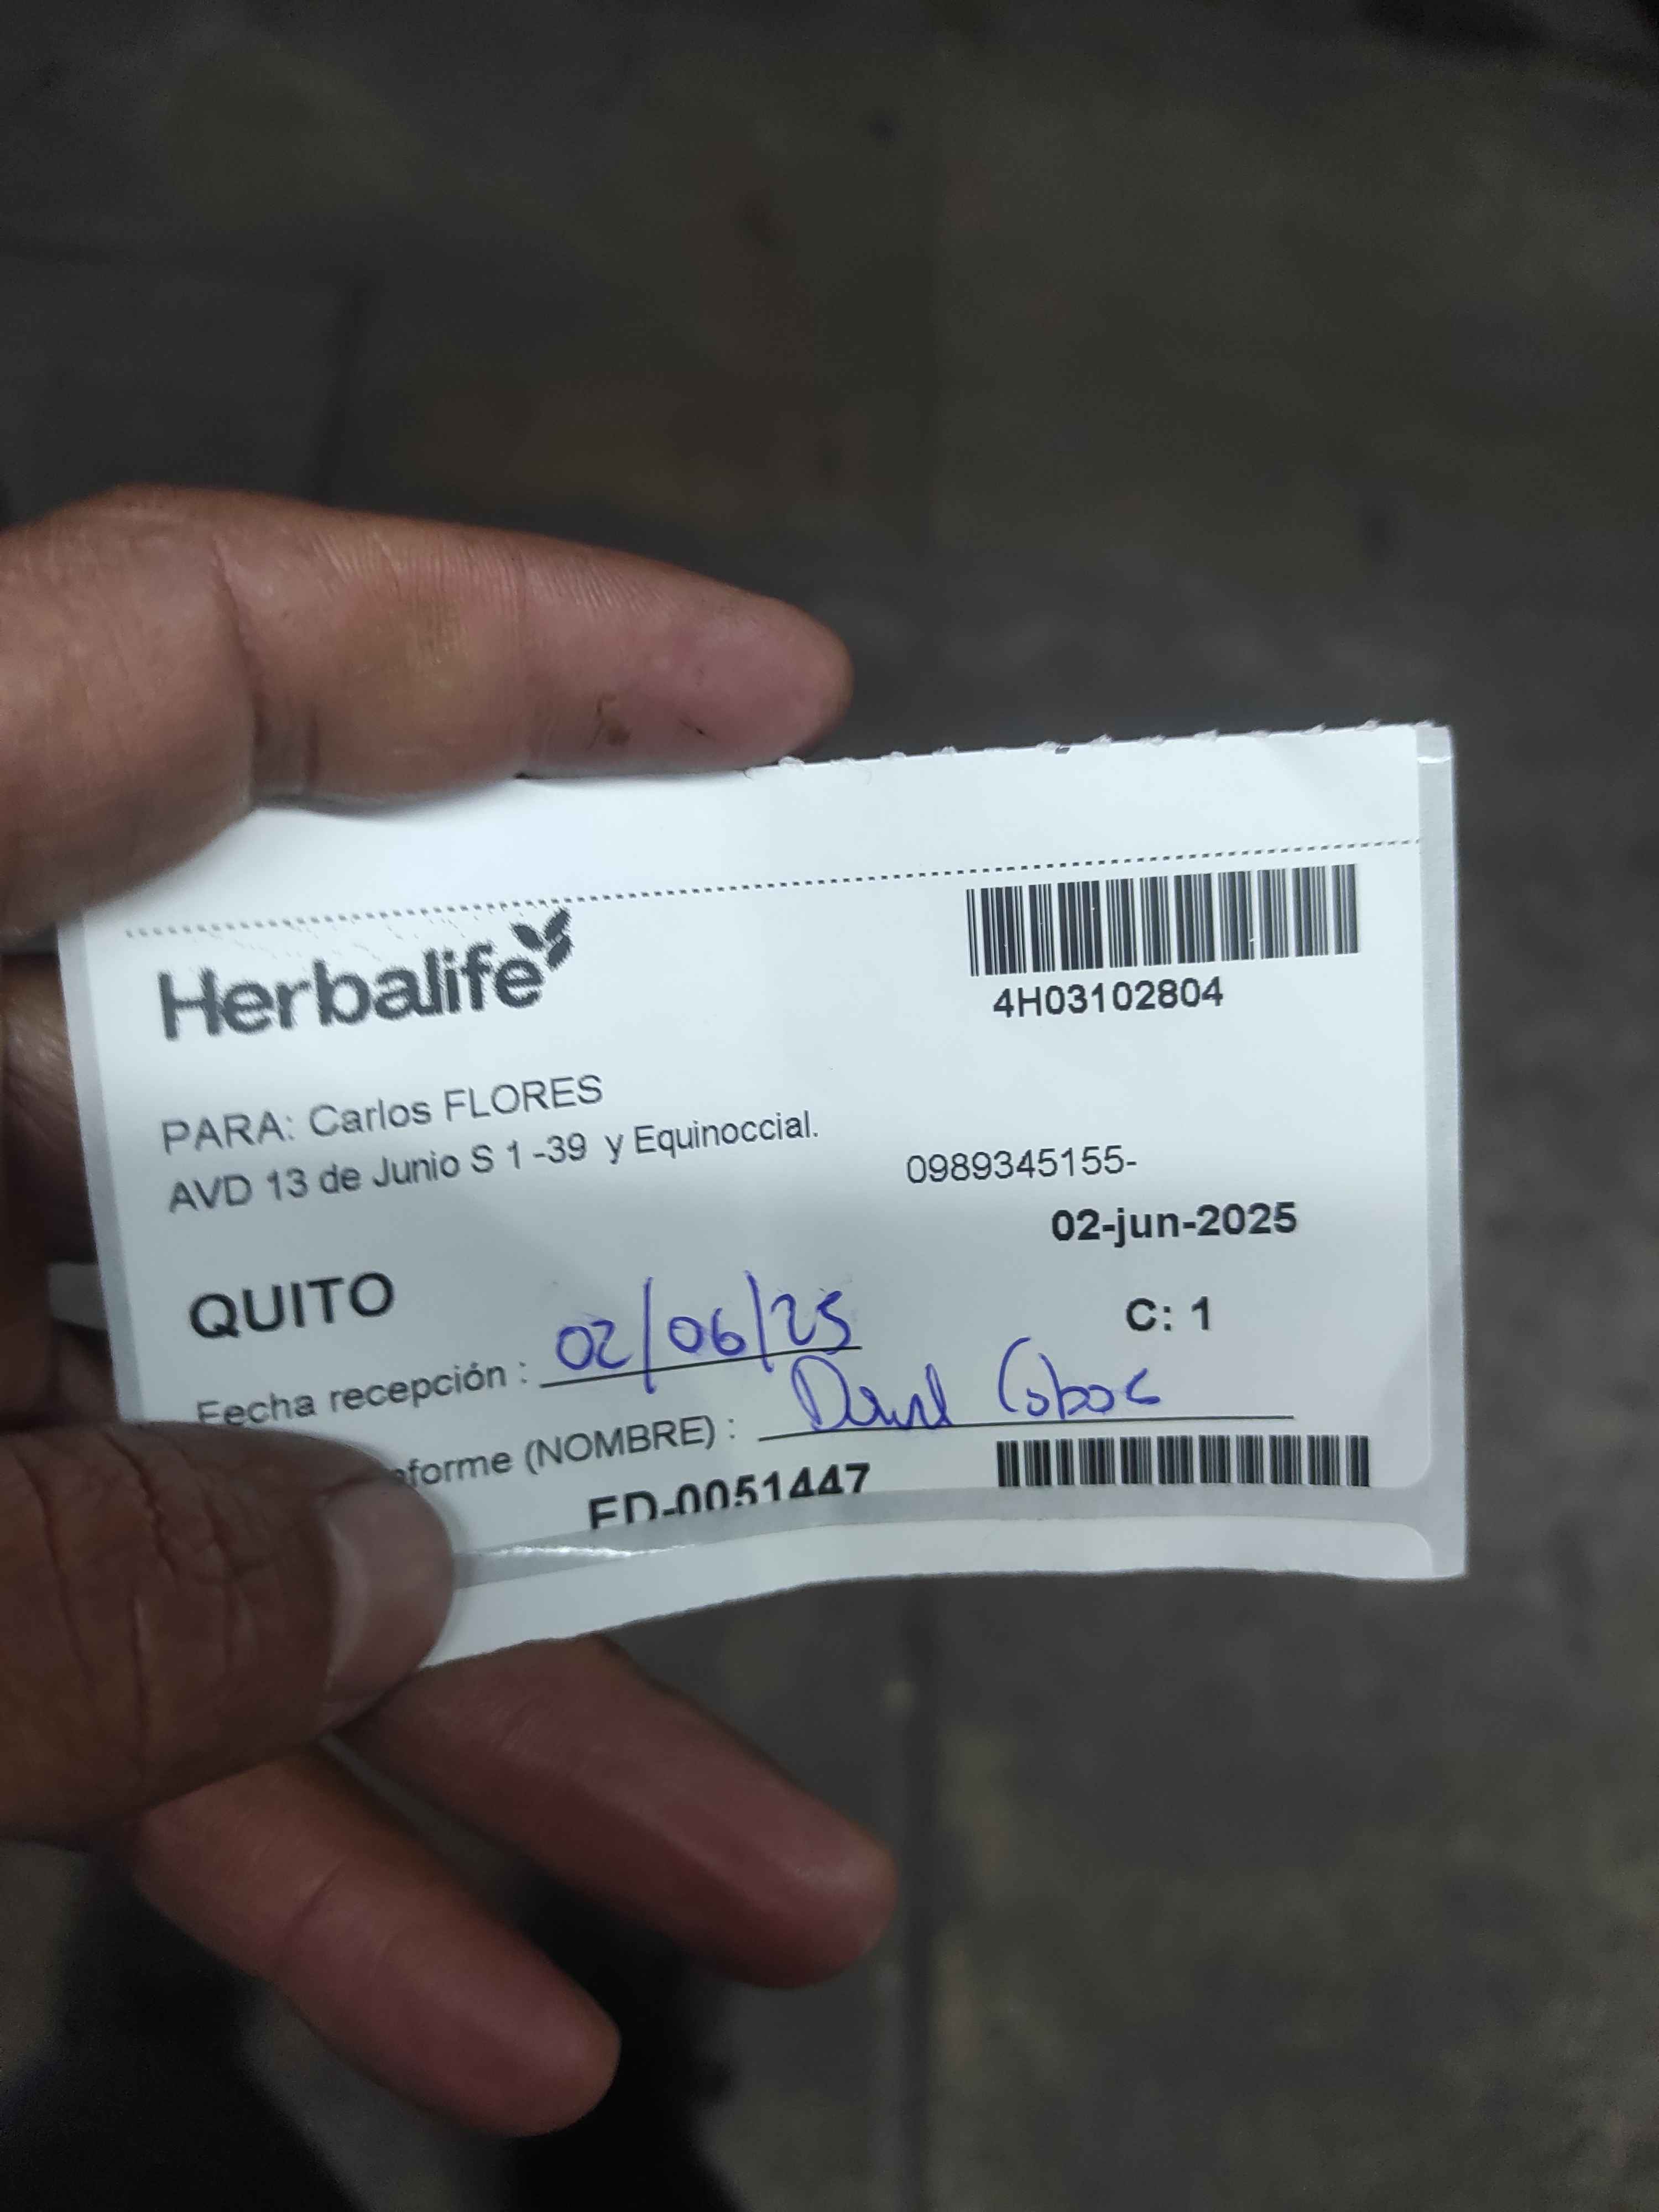 Herbalife
4H03102804
PARA: Carlos FLORES
AVD 13 de Junio S 1 -39 y Equinoccial.
0989345155-
02-jun-2025
QUITO
C: 1
Fecha recepción : 02/06/25
(NOMBRE) : Cobos
ED-0051447